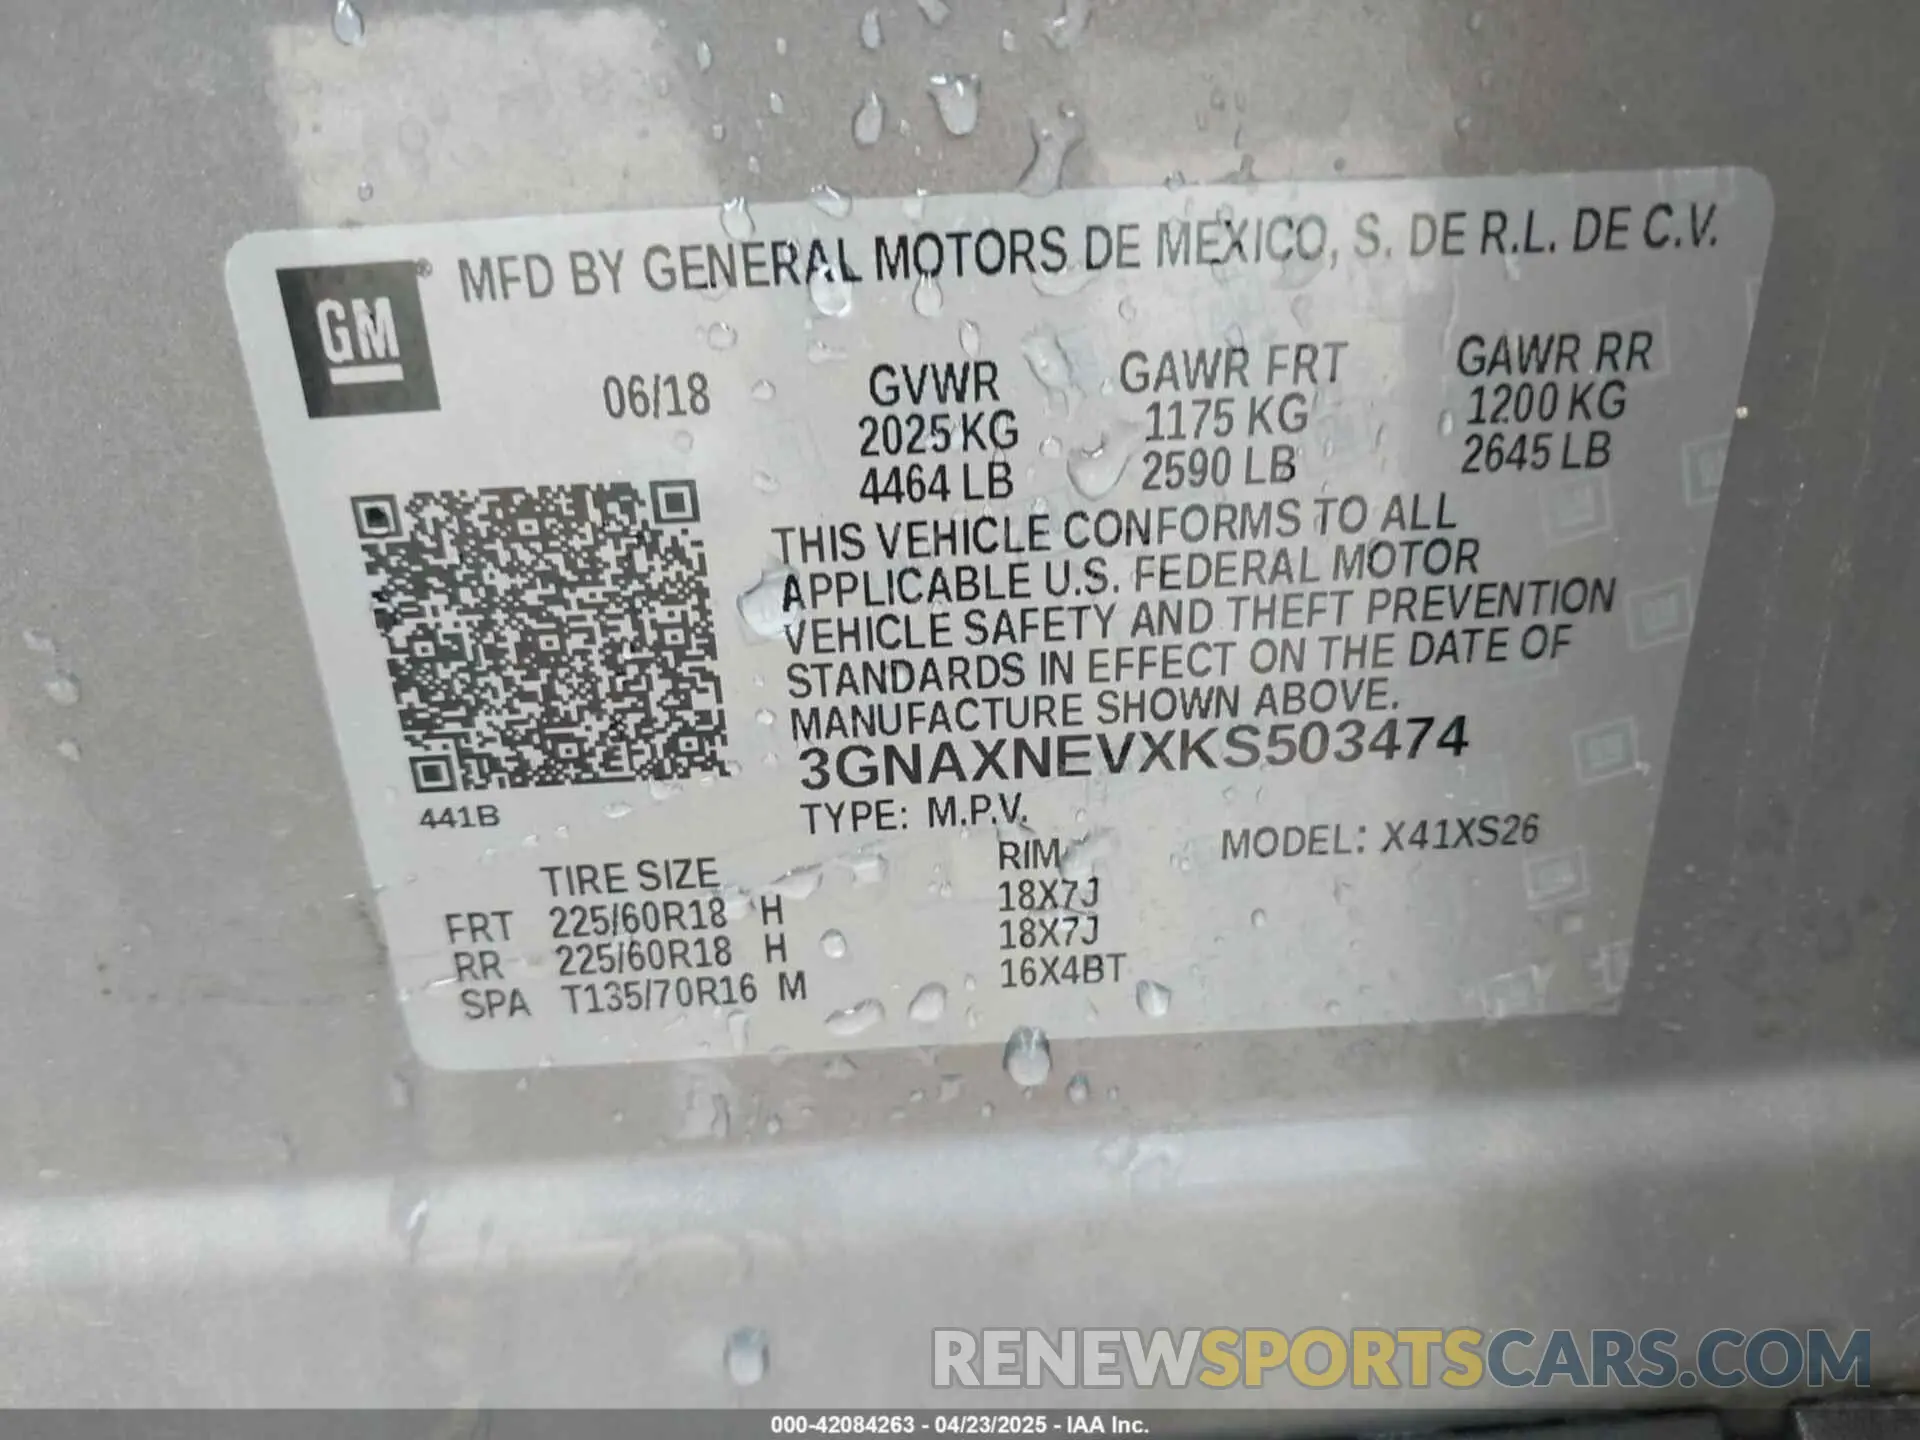 GM® MFD BY GENERAL MOTORS DE MEXICO, S. DE R.L. DE C.V.
06/18 GVWR GAWR FRT GAWR RR
2025 KG 1175 KG 1200 KG
4464 LB 2590 LB 2645 LB
THIS VEHICLE CONFORMS TO ALL
APPLICABLE U.S. FEDERAL MOTOR
VEHICLE SAFETY AND THEFT PREVENTION
STANDARDS IN EFFECT ON THE DATE OF
MANUFACTURE SHOWN ABOVE.
3GNAXNEVXKS503474
441B TYPE: M.P.V. MODEL: X41XS26
TIRE SIZE RIM
FRT 225/60R18 H 18X7J
RR 225/60R18 H 18X7J
SPA T135/70R16 M 16X4BT
RENEWSPORTSCARS.COM
000-42084263 - 04/23/2025 - IAA Inc.